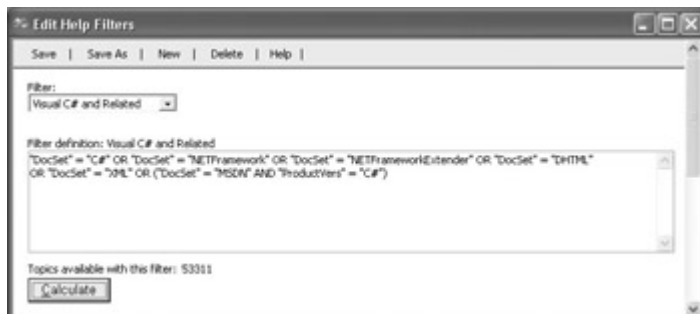 Edit Help Filters
Save | Save As | New | Delete | Help |
Filter:
Visual C# and Related
Filter definition: Visual C# and Related
"DocSet" = "C#" OR "DocSet" = "NETFramework" OR "DocSet" = "NETFrameworkExtender" OR "DocSet" = "DHTML"
OR "DocSet" = "XML" OR ("DocSet" = "MSDN" AND "ProductVers" = "C#")
Topics available with this filter: 53311
Calculate